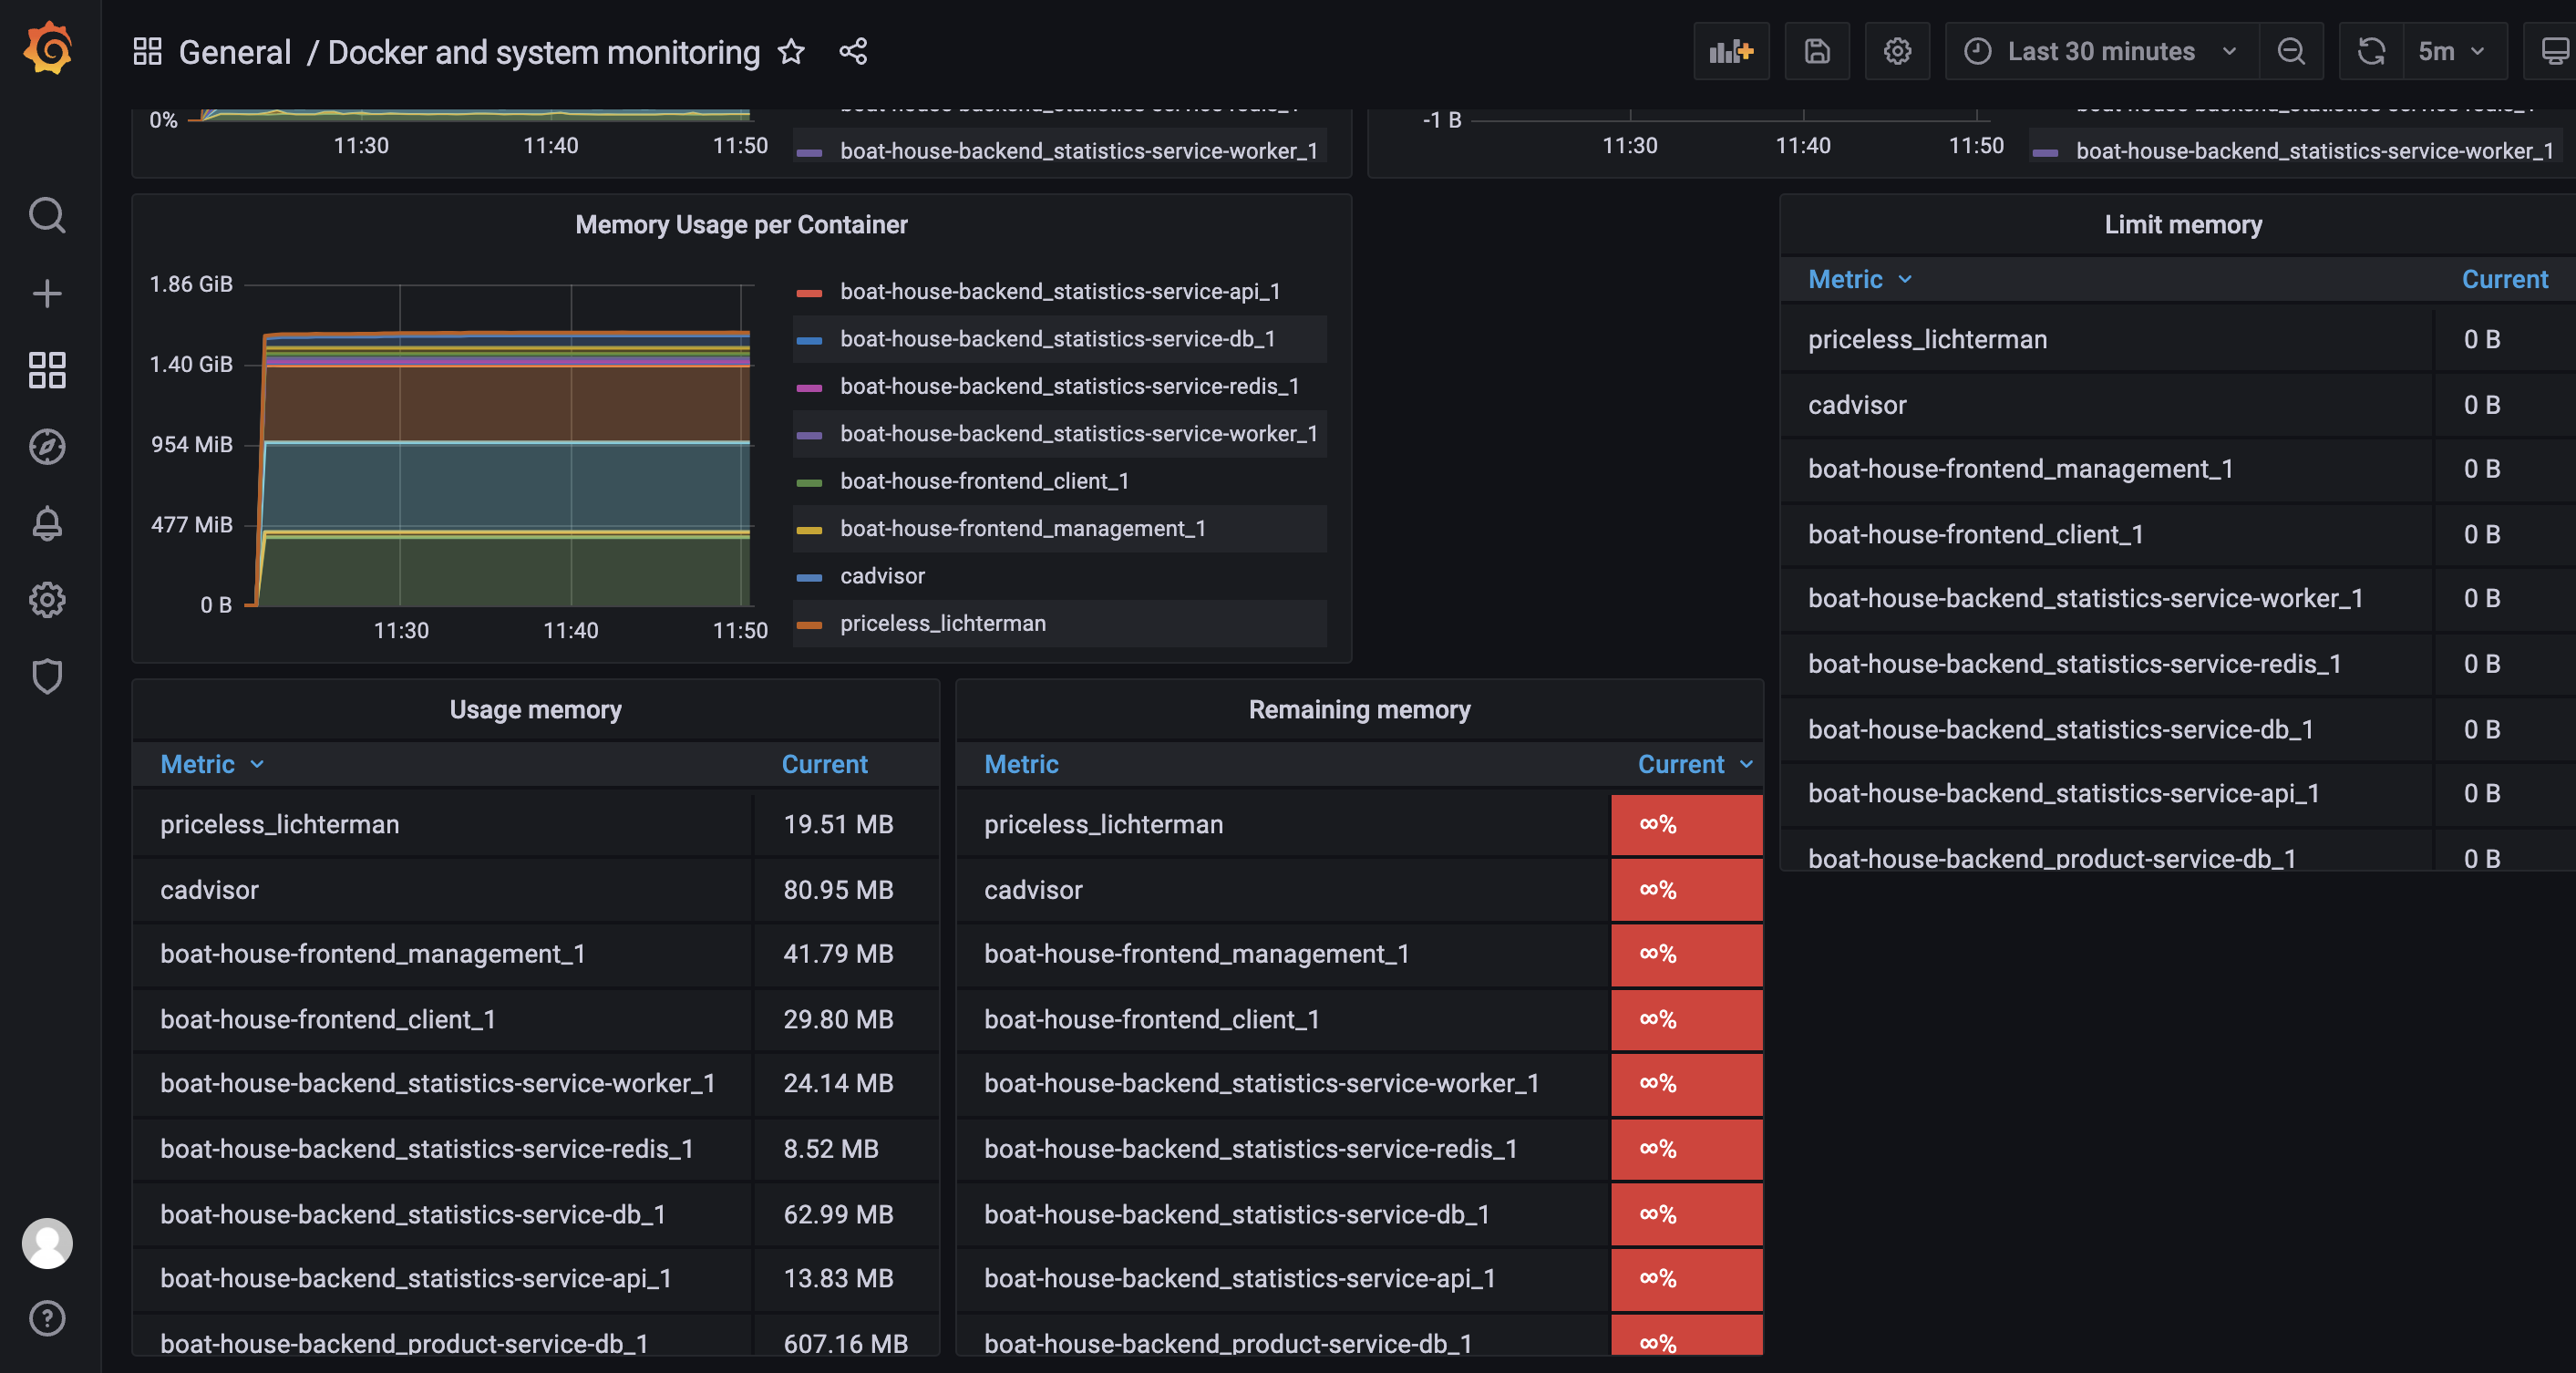 General / Docker and system monitoring
Last 30 minutes
5m
0%
11:30 11:40 11:50
boat-house-backend_statistics-service-redis_1
boat-house-backend_statistics-service-worker_1
-1 B
11:30 11:40 11:50
boat-house-backend_statistics-service-redis_1
boat-house-backend_statistics-service-worker_1
Memory Usage per Container
1.86 GiB
1.40 GiB
954 MiB
477 MiB
0 B
11:30 11:40 11:50
boat-house-backend_statistics-service-api_1
boat-house-backend_statistics-service-db_1
boat-house-backend_statistics-service-redis_1
boat-house-backend_statistics-service-worker_1
boat-house-frontend_client_1
boat-house-frontend_management_1
cadvisor
priceless_lichterman
Limit memory
Metric Current
priceless_lichterman 0 B
cadvisor 0 B
boat-house-frontend_management_1 0 B
boat-house-frontend_client_1 0 B
boat-house-backend_statistics-service-worker_1 0 B
boat-house-backend_statistics-service-redis_1 0 B
boat-house-backend_statistics-service-db_1 0 B
boat-house-backend_statistics-service-api_1 0 B
boat-house-backend_product-service-db_1 0 B
Usage memory
Metric Current
priceless_lichterman 19.51 MB
cadvisor 80.95 MB
boat-house-frontend_management_1 41.79 MB
boat-house-frontend_client_1 29.80 MB
boat-house-backend_statistics-service-worker_1 24.14 MB
boat-house-backend_statistics-service-redis_1 8.52 MB
boat-house-backend_statistics-service-db_1 62.99 MB
boat-house-backend_statistics-service-api_1 13.83 MB
boat-house-backend_product-service-db_1 607.16 MB
Remaining memory
Metric Current
priceless_lichterman ∞%
cadvisor ∞%
boat-house-frontend_management_1 ∞%
boat-house-frontend_client_1 ∞%
boat-house-backend_statistics-service-worker_1 ∞%
boat-house-backend_statistics-service-redis_1 ∞%
boat-house-backend_statistics-service-db_1 ∞%
boat-house-backend_statistics-service-api_1 ∞%
boat-house-backend_product-service-db_1 ∞%